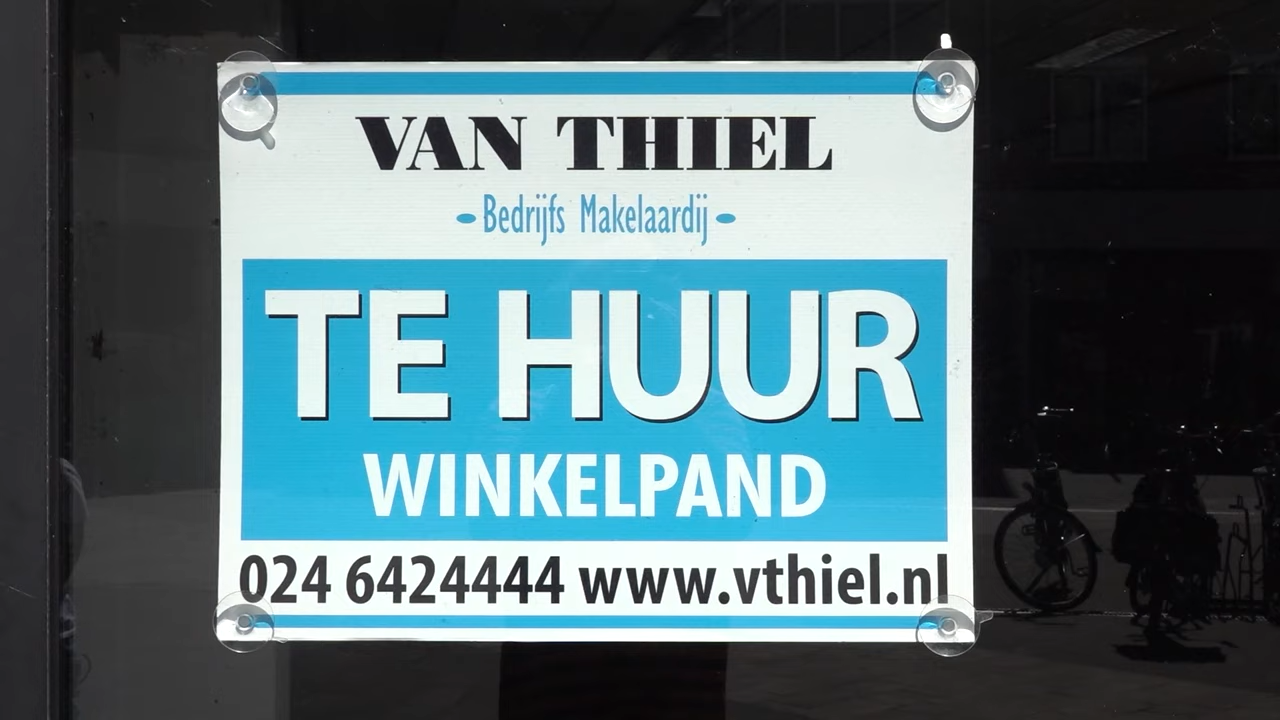 VAN THIEL
Bedrijfs Makelaardij
TE HUUR
WINKELPAND
024 6424444 www.vthiel.nl